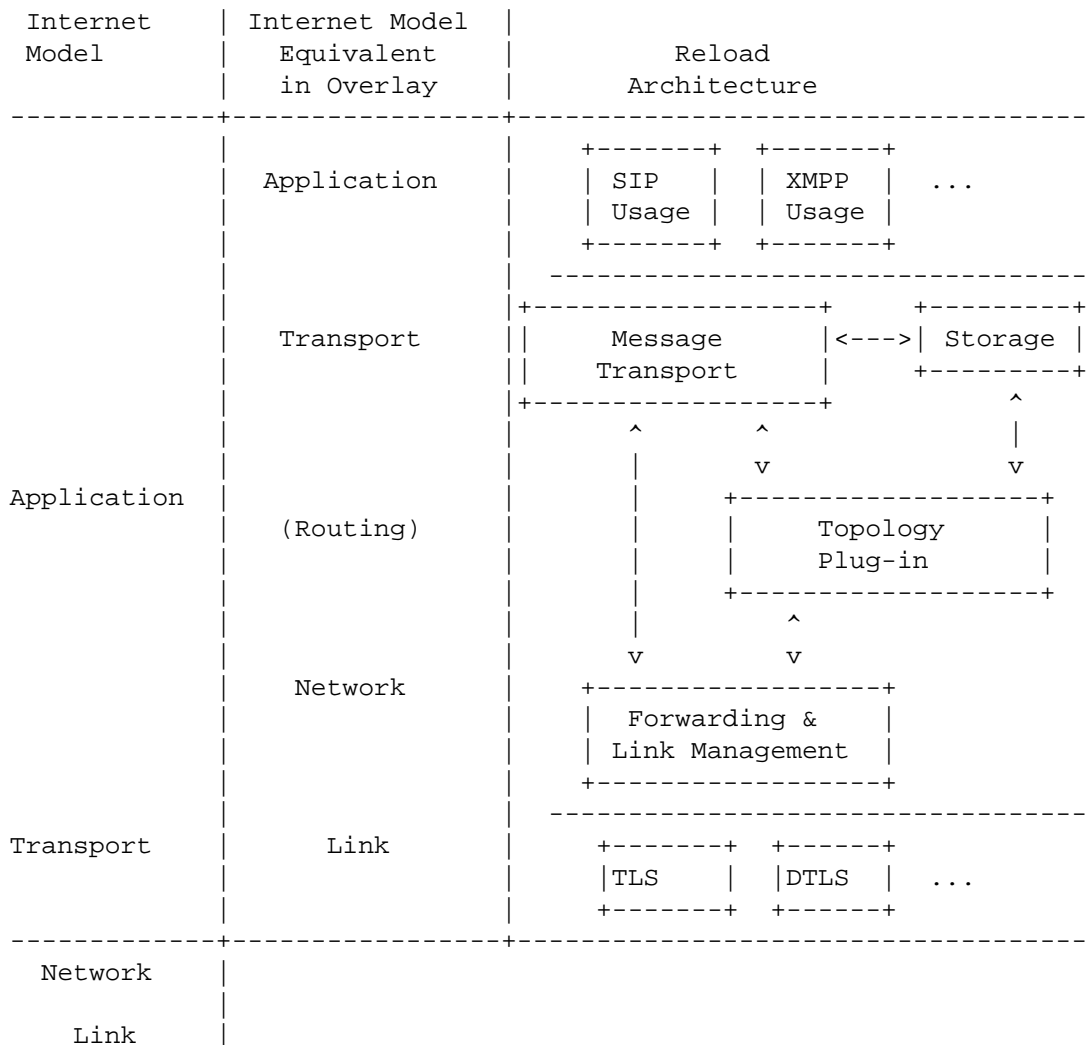 Internet | Internet Model |
Model | Equivalent | Reload
| in Overlay | Architecture
-------------+-----------------+------------------------------------
| | +-------+ +-------+
| Application | | SIP | | XMPP | ...
| | | Usage | | Usage |
| | +-------+ +-------+
| | ----------------------------------
| |+------------------+ +---------+
| Transport || Message |<--->| Storage |
| || Transport | +---------+
| |+------------------+ ^
| | ^ ^ |
| | | v v
Application | | | +-------------------+
| (Routing) | | | Topology |
| | | | Plug-in |
| | | +-------------------+
| | | ^
| | v v
| Network | +------------------+
| | | Forwarding & |
| | | Link Management |
| | +------------------+
| | ----------------------------------
Transport | Link | +-------+ +------+
| | |TLS | |DTLS | ...
| | +-------+ +------+
-------------+-----------------+------------------------------------
Network |
|
Link |